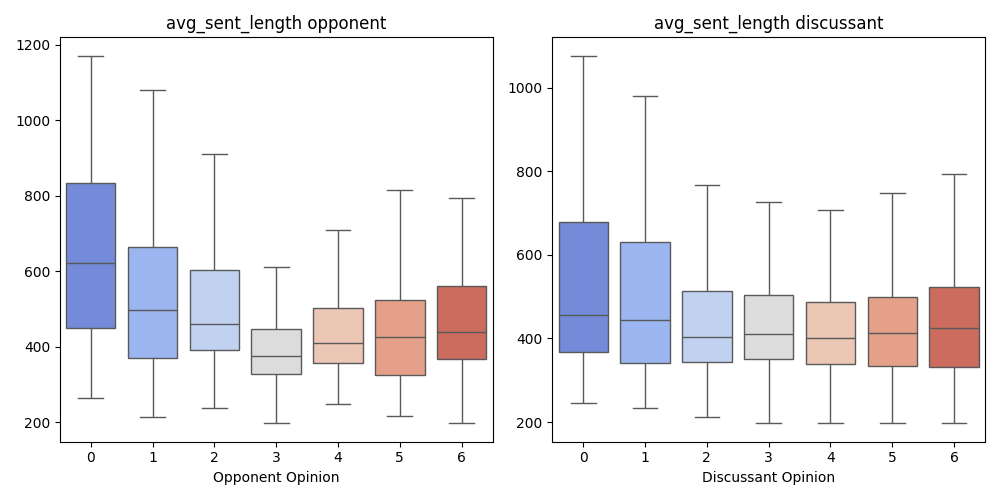 avg_sent_length opponent
1200
1000
800
600
400
200
0 1 2 3 4 5 6
Opponent Opinion
avg_sent_length discussant
1000
800
600
400
200
0 1 2 3 4 5 6
Discussant Opinion